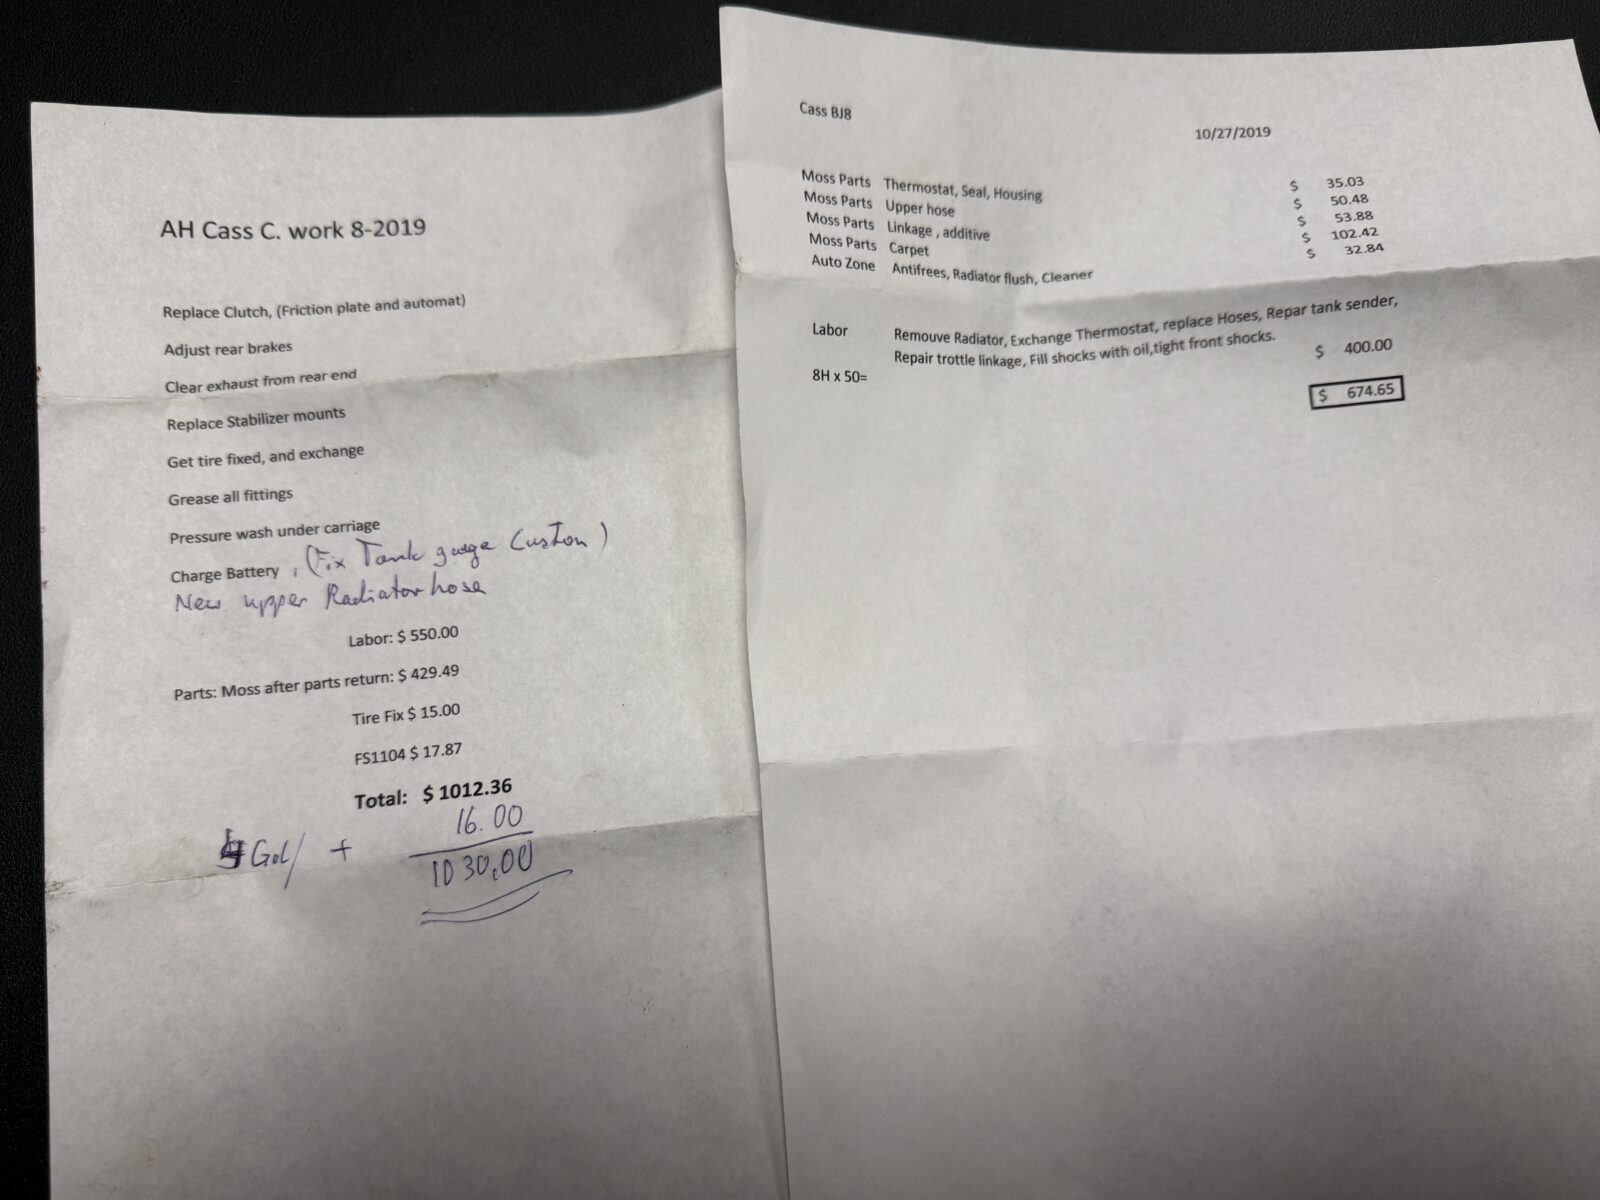 AH Cass C. work 8-2019
Replace Clutch, (Friction plate and automat)
Adjust rear brakes
Clear exhaust from rear end
Replace Stabilizer mounts
Get tire fixed, and exchange
Grease all fittings
Pressure wash under carriage
Charge Battery , (Fix Tank guage Custon)
New upper Radiator hose
Labor: $ 550.00
Parts: Moss after parts return: $ 429.49
Tire Fix $ 15.00
FS1104 $ 17.87
Total: $ 1012.36
4 Gal/ + 16.00
1030,00
Cass BJ8
10/27/2019
Moss Parts Thermostat, Seal, Housing $ 35.03
Moss Parts Upper hose $ 50.48
Moss Parts Linkage , additive $ 53.88
Moss Parts Carpet $ 102.42
Auto Zone Antifrees, Radiator flush, Cleaner $ 32.84
Labor Remouve Radiator, Exchange Thermostat, replace Hoses, Repar tank sender,
Repair trottle linkage, Fill shocks with oil,tight front shocks.
8H x 50= $ 400.00
$ 674.65